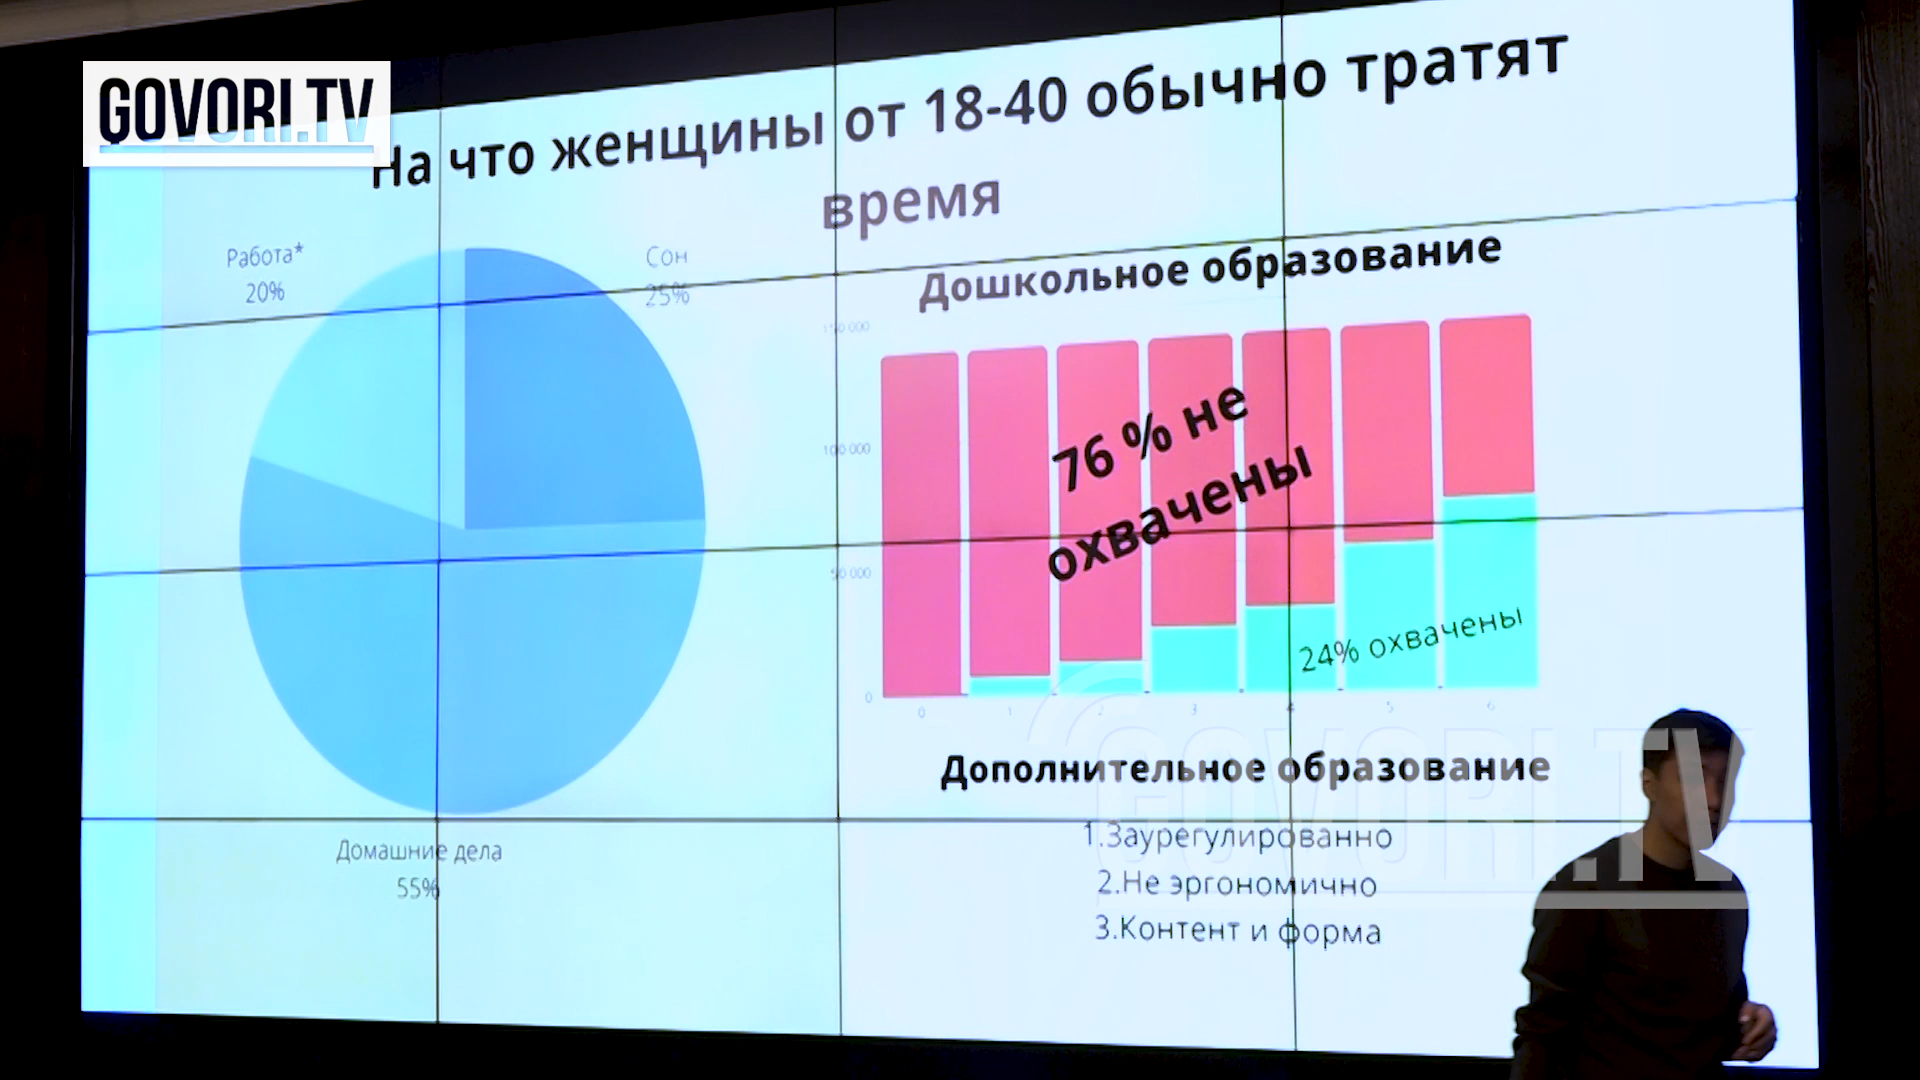 GOVORI.TV
На что женщины от 18-40 обычно тратят
время
Работа*
20%
Сон
25%
Домашние дела
55%
Дошкольное образование
150 000
100 000
50 000
0
76 % не
охвачены
24% охвачены
0 1 2 3 4 5 6
Дополнительное образование
1.Заурегулированно
2.Не эргономично
3.Контент и форма
GOVORI.TV